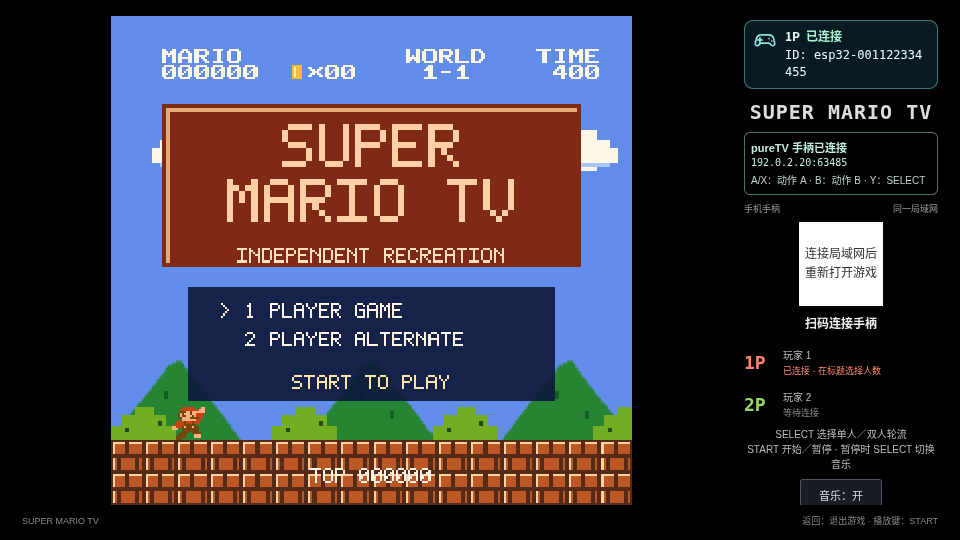 MARIO WORLD TIME
000000 x00 1-1 400
SUPER
MARIO TV
INDEPENDENT RECREATION
> 1 PLAYER GAME
2 PLAYER ALTERNATE
START TO PLAY
TOP 000000
SUPER MARIO TV
1P 已连接
ID: esp32-001122334
455
SUPER MARIO TV
pureTV 手柄已连接
192.0.2.20:63485
A/X：动作 A · B：动作 B · Y：SELECT
手机手柄 同一局域网
连接局域网后
重新打开游戏
扫码连接手柄
1P 玩家 1
已连接 · 在标题选择人数
2P 玩家 2
等待连接
SELECT 选择单人／双人轮流
START 开始／暂停 · 暂停时 SELECT 切换
音乐
音乐：开
返回：退出游戏 · 播放键：START